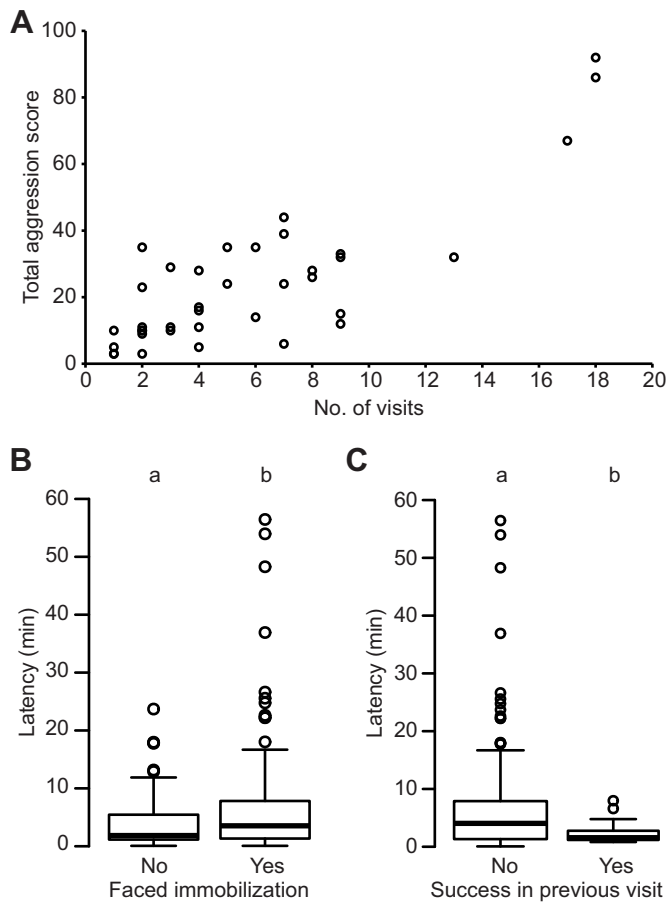 A
100
80
60
40
20
0
Total aggression score
0 2 4 6 8 10 12 14 16 18 20
No. of visits
B
a b
60
50
40
30
20
10
0
Latency (min)
No Yes
Faced immobilization
C
a b
60
50
40
30
20
10
0
Latency (min)
No Yes
Success in previous visit